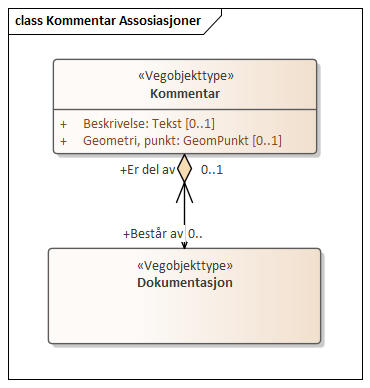 class Kommentar Assosiasjoner
«Vegobjekttype»
Kommentar
+ Beskrivelse: Tekst [0..1]
+ Geometri, punkt: GeomPunkt [0..1]
+Er del av 0..1
+Består av 0..
«Vegobjekttype»
Dokumentasjon